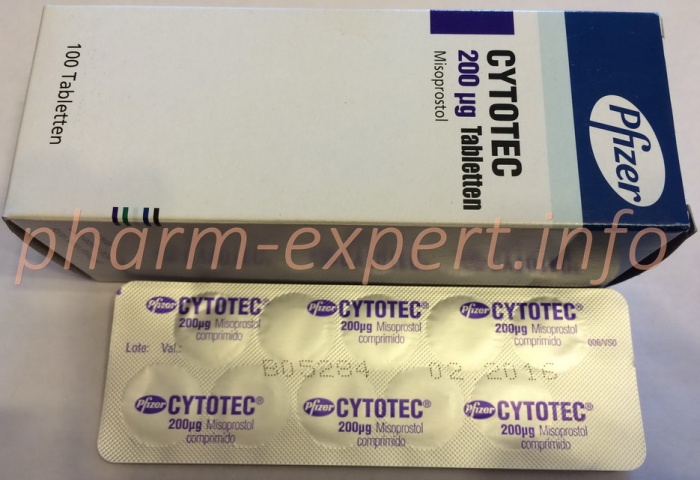 Pfizer
CYTOTEC
200 µg Tabletten
Misoprostol
100 Tabletten
pharm-expert.info
Pfizer CYTOTEC®
200µg Misoprostol
comprimido
Pfizer CYTOTEC®
200µg Misoprostol
comprimido
Pfizer CYTOTEC®
200µg Misoprostol
comprimido
Lote: Val.:
B05284 02 2016
Pfizer CYTOTEC®
200µg Misoprostol
comprimido
Pfizer CYTOTEC®
200µg Misoprostol
comprimido
Pfizer CYTOTEC®
200µg Misoprostol
comprimido